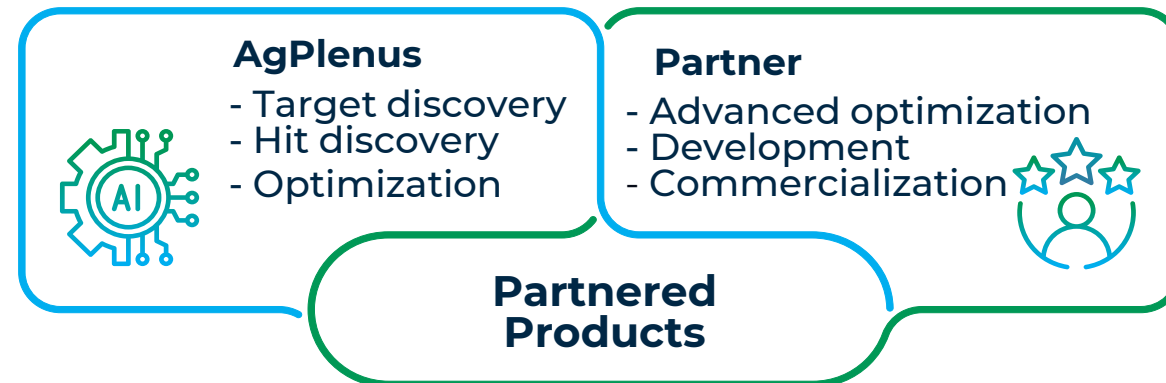 AgPlenus
- Target discovery
- Hit discovery
- Optimization
AI
Partner
- Advanced optimization
- Development
- Commercialization
Partnered
Products